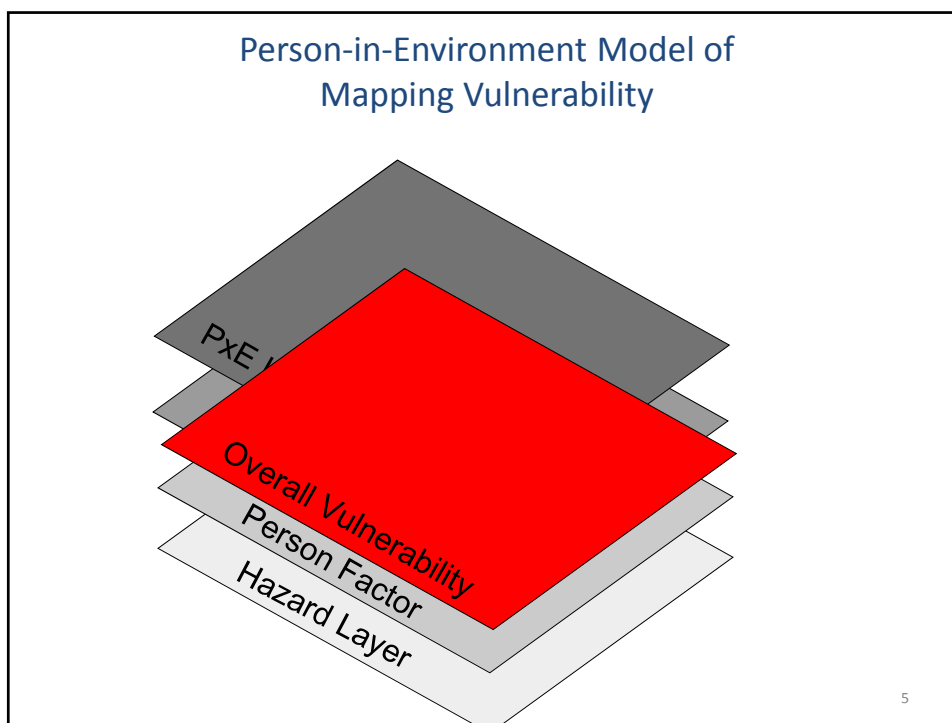 Person-in-Environment Model of
Mapping Vulnerability
PxE
Overall Vulnerability
Person Factor
Hazard Layer
5